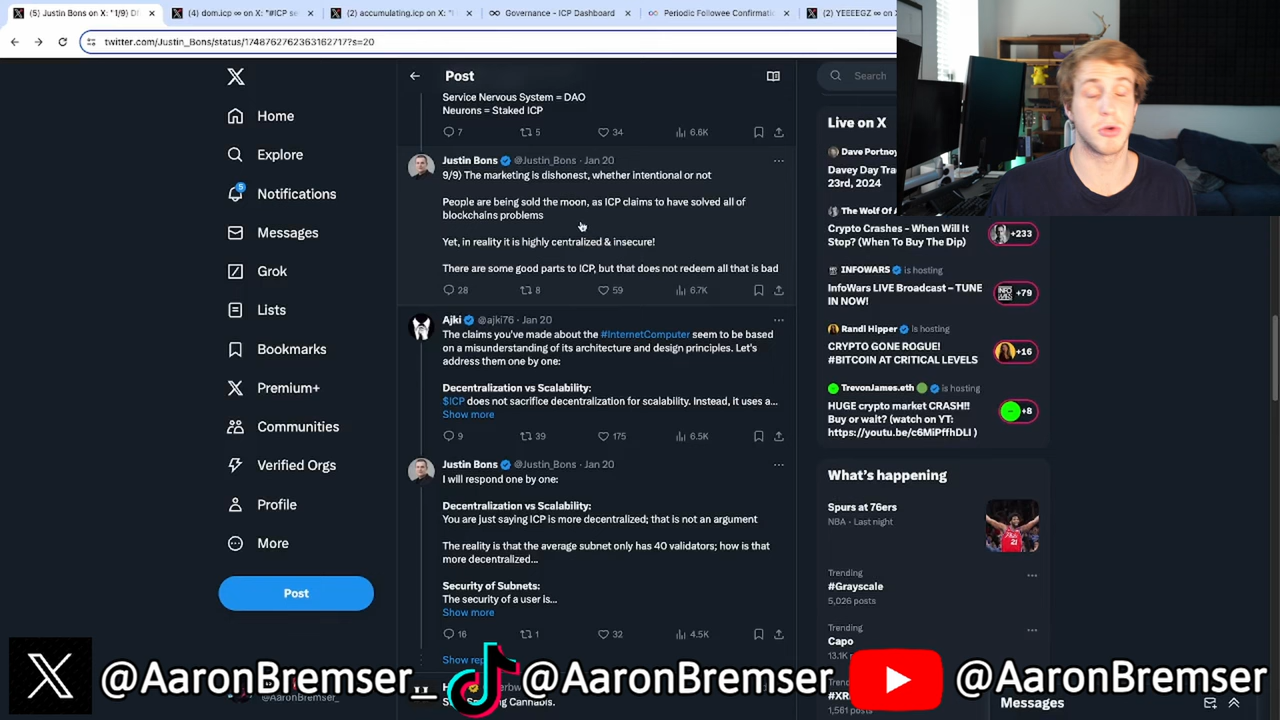 (5) Justin Bons on X: "1/9) Di
(4) dom.icp ∞ on X: "#ICP se
(2) accumulating.icp on X: "
Governance - ICP Dashboard
Periodic Followee Confirmati
(2) YEEEEGZ ∞ on X
twitter.com/Justin_Bons/status/1748762762363162717?s=20
Home
Explore
Notifications
5
Messages
Grok
Lists
Bookmarks
Premium+
Communities
Verified Orgs
Profile
More
Post
@AaronBremser_
Post
Service Nervous System = DAO
Neurons = Staked ICP
7 5 34 6.6K
Justin Bons @Justin_Bons · Jan 20
9/9) The marketing is dishonest, whether intentional or not
People are being sold the moon, as ICP claims to have solved all of
blockchains problems
Yet, in reality it is highly centralized & insecure!
There are some good parts to ICP, but that does not redeem all that is bad
28 8 59 6.7K
Ajki @ajki76 · Jan 20
The claims you've made about the #InternetComputer seem to be based
on a misunderstanding of its architecture and design principles. Let's
address them one by one:
Decentralization vs Scalability:
$ICP does not sacrifice decentralization for scalability. Instead, it uses a...
Show more
9 39 175 6.5K
Justin Bons @Justin_Bons · Jan 20
I will respond one by one:
Decentralization vs Scalability:
You are just saying ICP is more decentralized; that is not an argument
The reality is that the average subnet only has 40 validators; how is that
more decentralized...
Security of Subnets:
The security of a user is...
Show more
16 1 32 4.5K
Show rep
Cannabis.
Search
Live on X
Dave Portnoy
Davey Day Tra
23rd, 2024
The Wolf Of A
Crypto Crashes - When Will It
Stop? (When To Buy The Dip)
+233
INFOWARS is hosting
InfoWars LIVE Broadcast – TUNE
IN NOW!
+79
Randi Hipper is hosting
CRYPTO GONE ROGUE!
#BITCOIN AT CRITICAL LEVELS
+16
TrevonJames.eth is hosting
HUGE crypto market CRASH!!
Buy or wait? (watch on YT:
https://youtu.be/c6MiPffhDLI )
+8
What's happening
Spurs at 76ers
NBA · Last night
Trending
#Grayscale
5,026 posts
Trending
Capo
13.1K
#XR
1,561 posts
Messages
@AaronBremser_
@AaronBremser
@AaronBremser